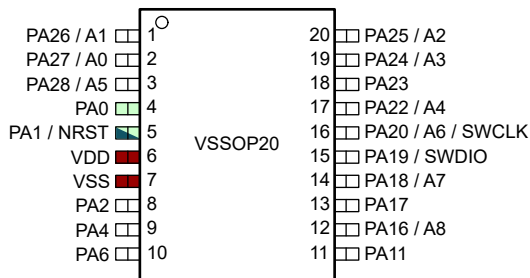 PA26 / A1 1 20 PA25 / A2
PA27 / A0 2 19 PA24 / A3
PA28 / A5 3 18 PA23
PA0 4 17 PA22 / A4
PA1 / NRST 5 VSSOP20 16 PA20 / A6 / SWCLK
VDD 6 15 PA19 / SWDIO
VSS 7 14 PA18 / A7
PA2 8 13 PA17
PA4 9 12 PA16 / A8
PA6 10 11 PA11